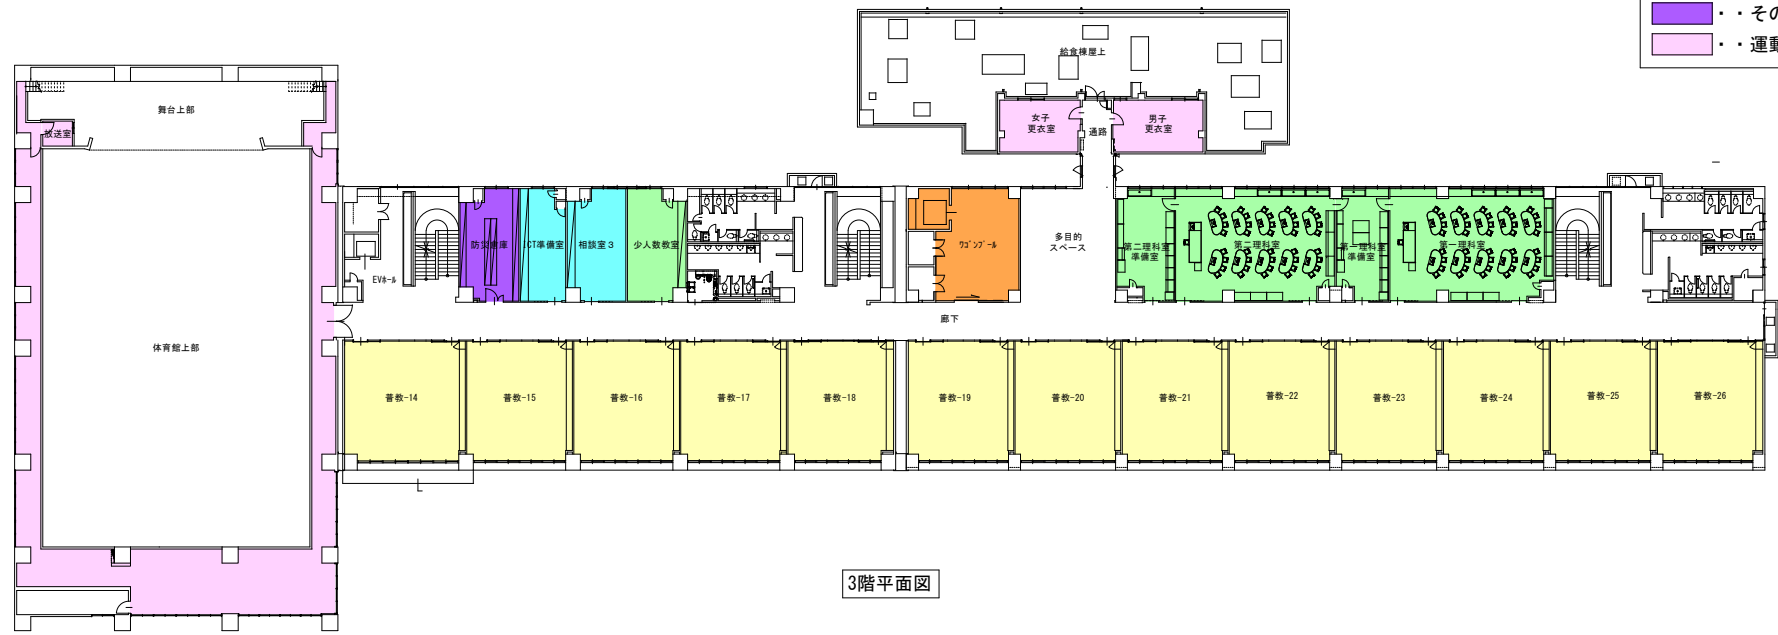 ・・その
・・運動
給食棟屋上
舞台上部
放送室
女子
更衣室
通路
男子
更衣室
防災倉庫
ICT準備室
相談室３
少人数教室
ﾜｺﾞﾝﾌﾟｰﾙ
多目的
スペース
第二理科室
準備室
第二理科室
第一理科室
準備室
第一理科室
EVﾎｰﾙ
廊下
体育館上部
普教-14
普教-15
普教-16
普教-17
普教-18
普教-19
普教-20
普教-21
普教-22
普教-23
普教-24
普教-25
普教-26
3階平面図